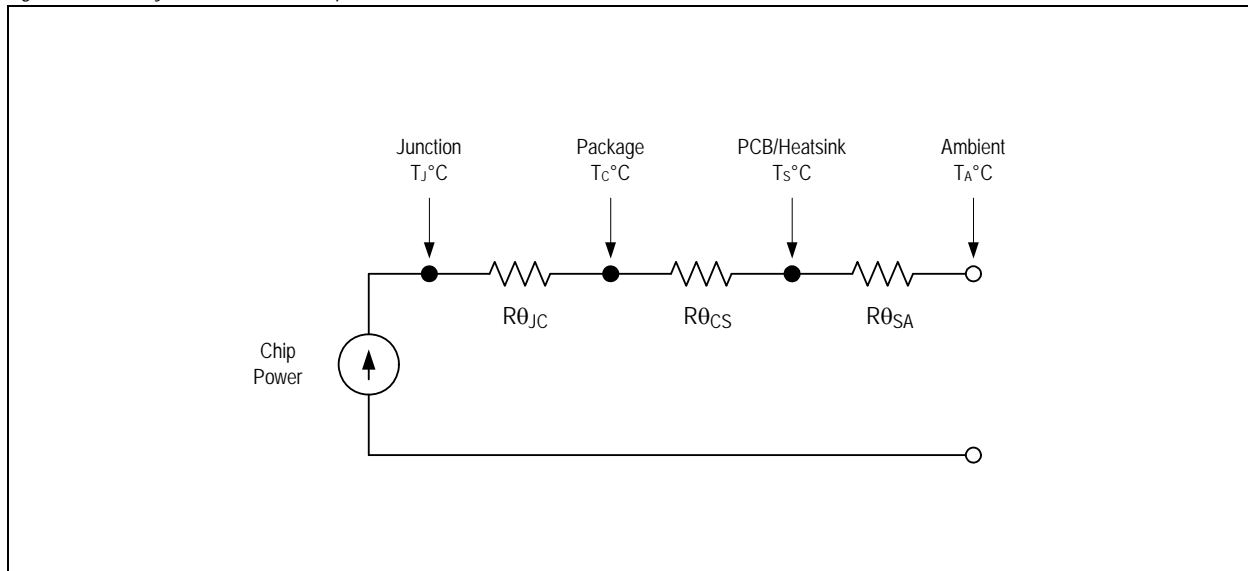 Junction
TJ°C
Package
TC°C
PCB/Heatsink
TS°C
Ambient
TA°C
RθJC
RθCS
RθSA
Chip
Power